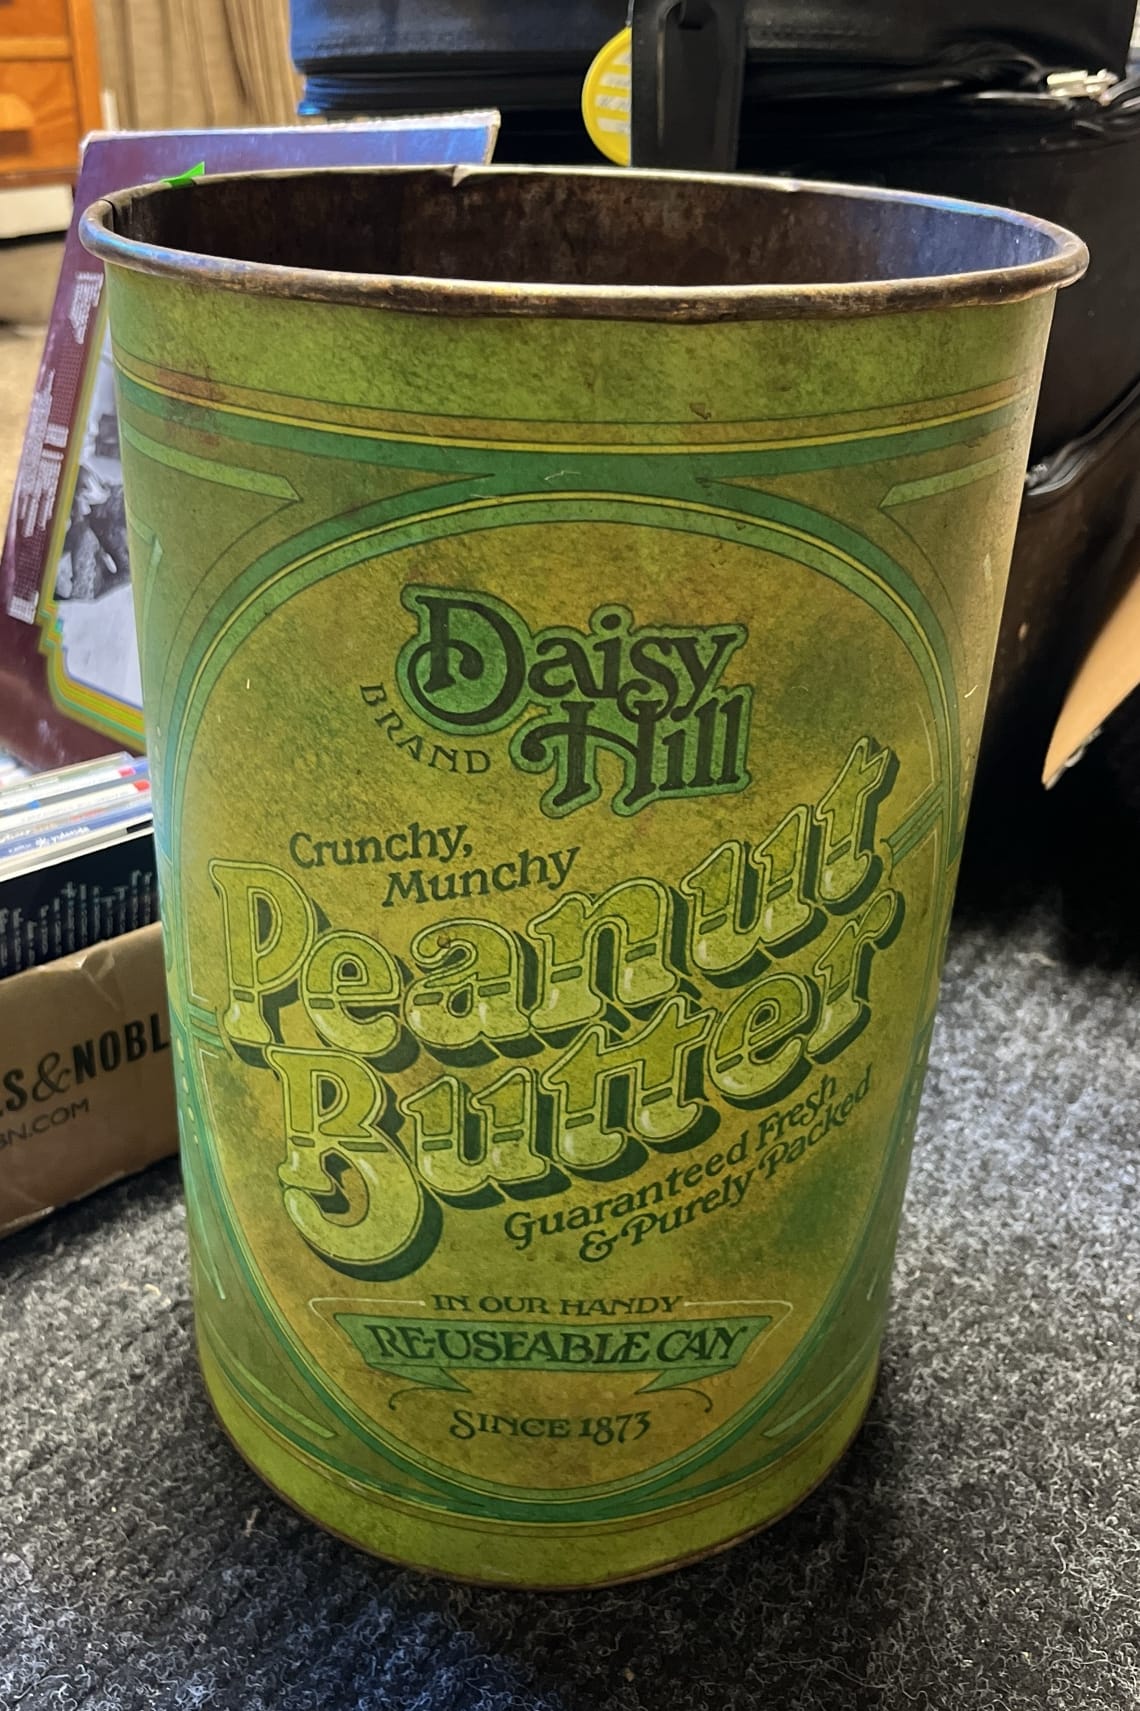 Daisy
Hill
BRAND
Crunchy,
Munchy
Peanut
Butter
Guaranteed Fresh
& Purely Packed
IN OUR HANDY
RE-USEABLE CAN
SINCE 1873
S&NOBL
BN.COM